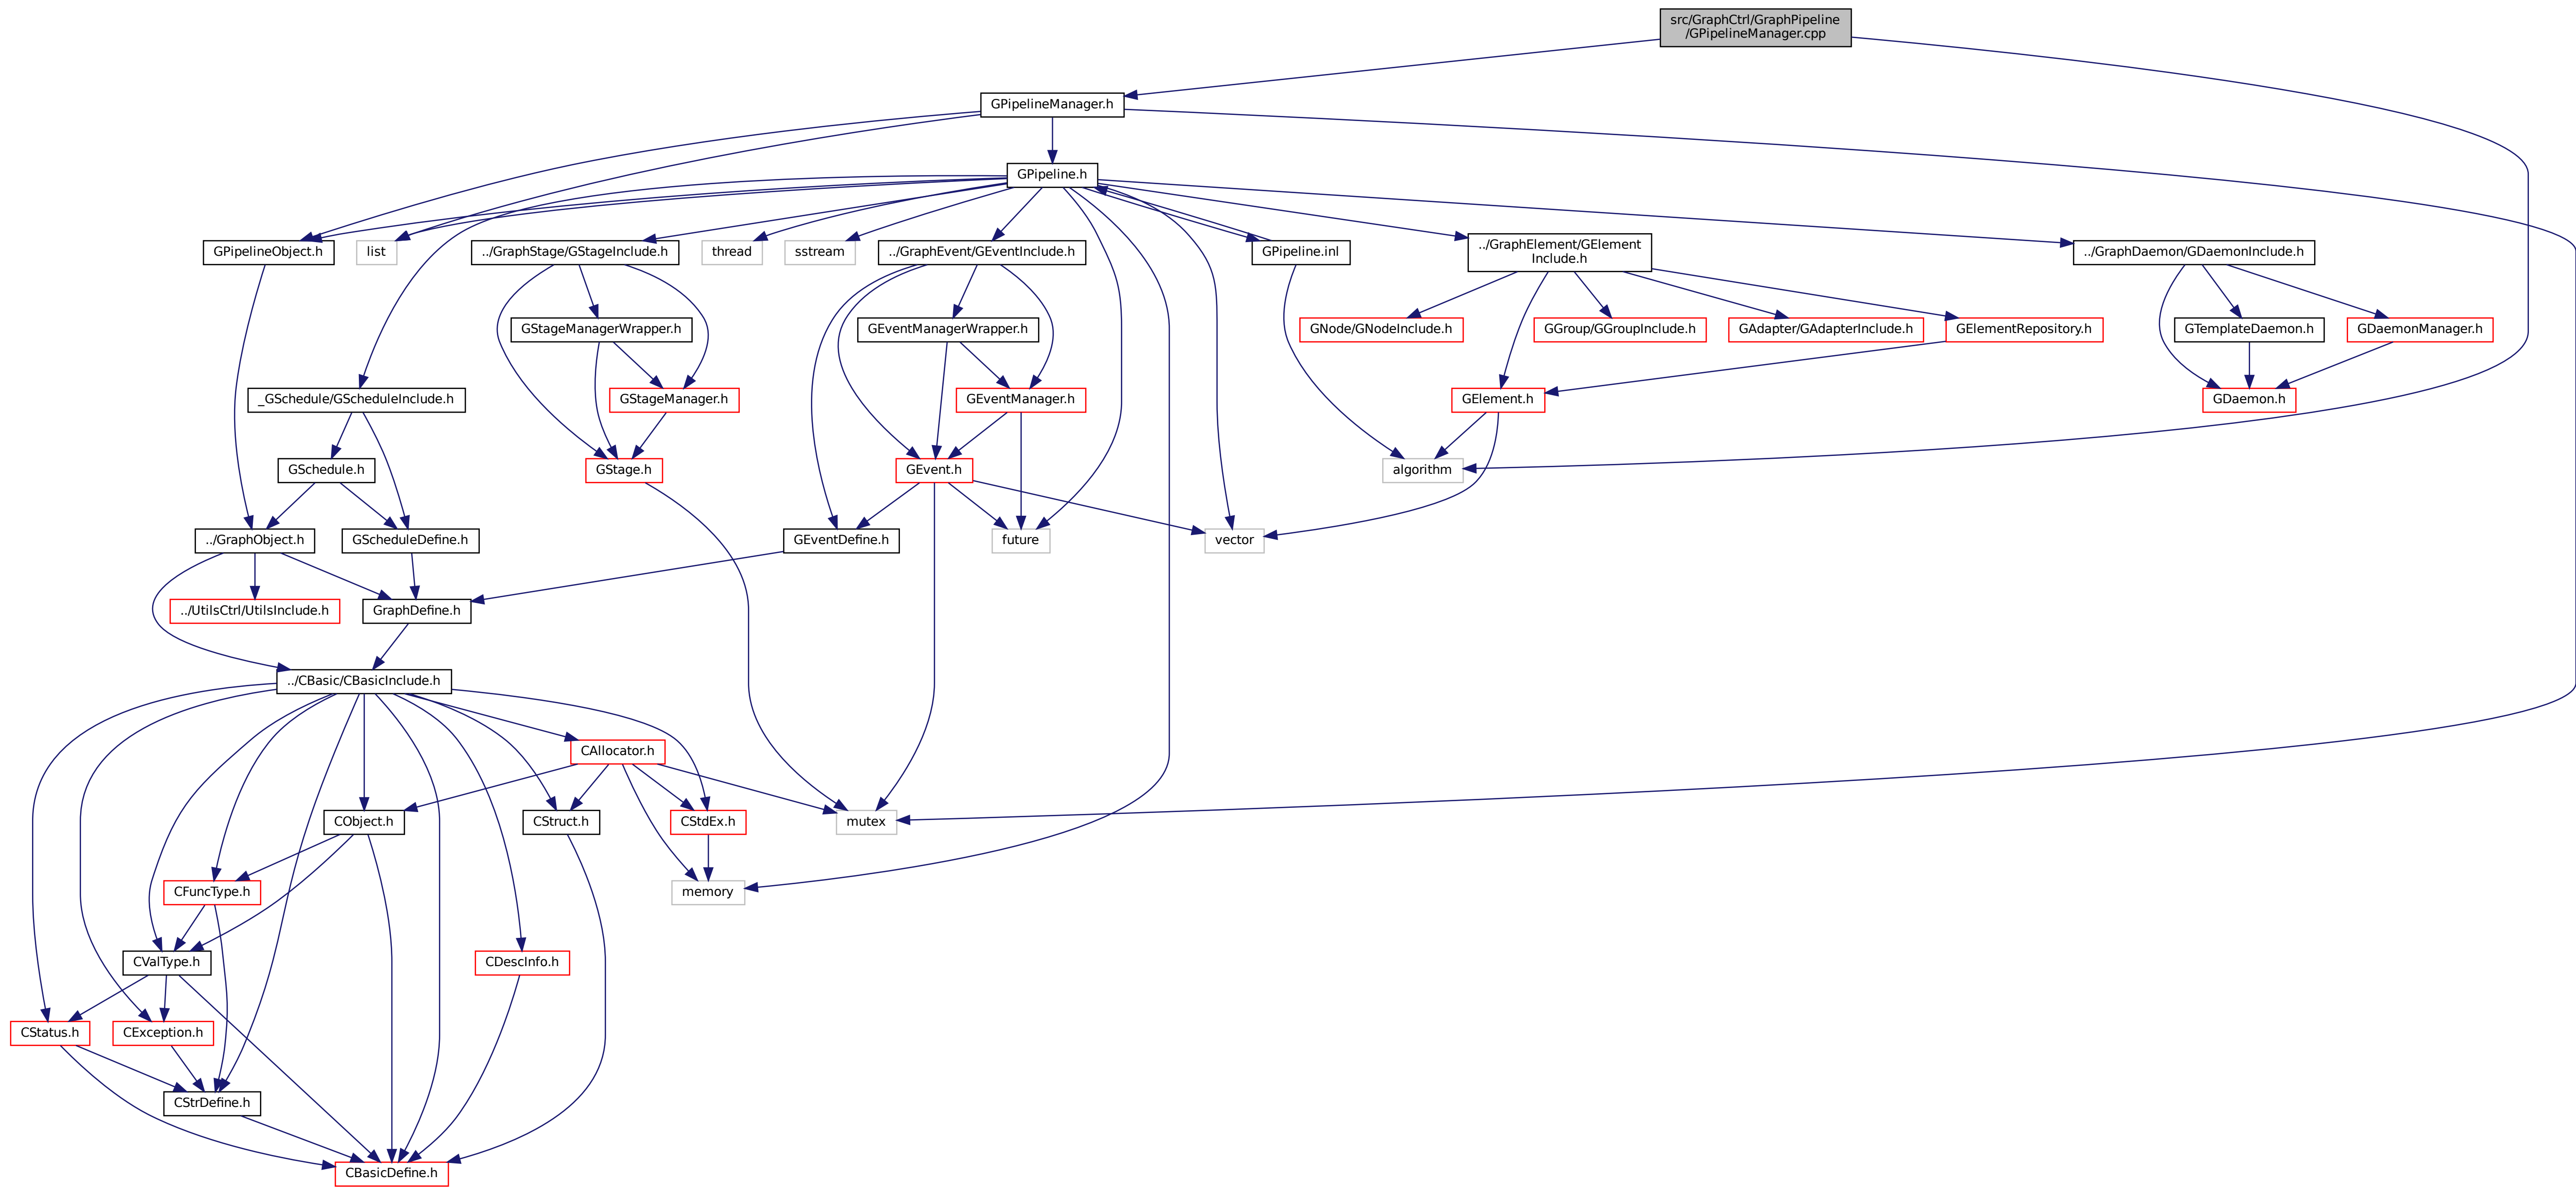 src/GraphCtrl/GraphPipeline
/GPipelineManager.cpp
GPipelineManager.h
GPipeline.h
GPipelineObject.h
list
../GraphStage/GStageInclude.h
thread
sstream
../GraphEvent/GEventInclude.h
GPipeline.inl
../GraphElement/GElement
Include.h
../GraphDaemon/GDaemonInclude.h
GStageManagerWrapper.h
GEventManagerWrapper.h
GNode/GNodeInclude.h
GGroup/GGroupInclude.h
GAdapter/GAdapterInclude.h
GElementRepository.h
GTemplateDaemon.h
GDaemonManager.h
_GSchedule/GScheduleInclude.h
GStageManager.h
GEventManager.h
GElement.h
GDaemon.h
GSchedule.h
GStage.h
GEvent.h
algorithm
../GraphObject.h
GScheduleDefine.h
GEventDefine.h
future
vector
../UtilsCtrl/UtilsInclude.h
GraphDefine.h
../CBasic/CBasicInclude.h
CAllocator.h
CObject.h
CStruct.h
CStdEx.h
mutex
CFuncType.h
memory
CValType.h
CDescInfo.h
CStatus.h
CException.h
CStrDefine.h
CBasicDefine.h